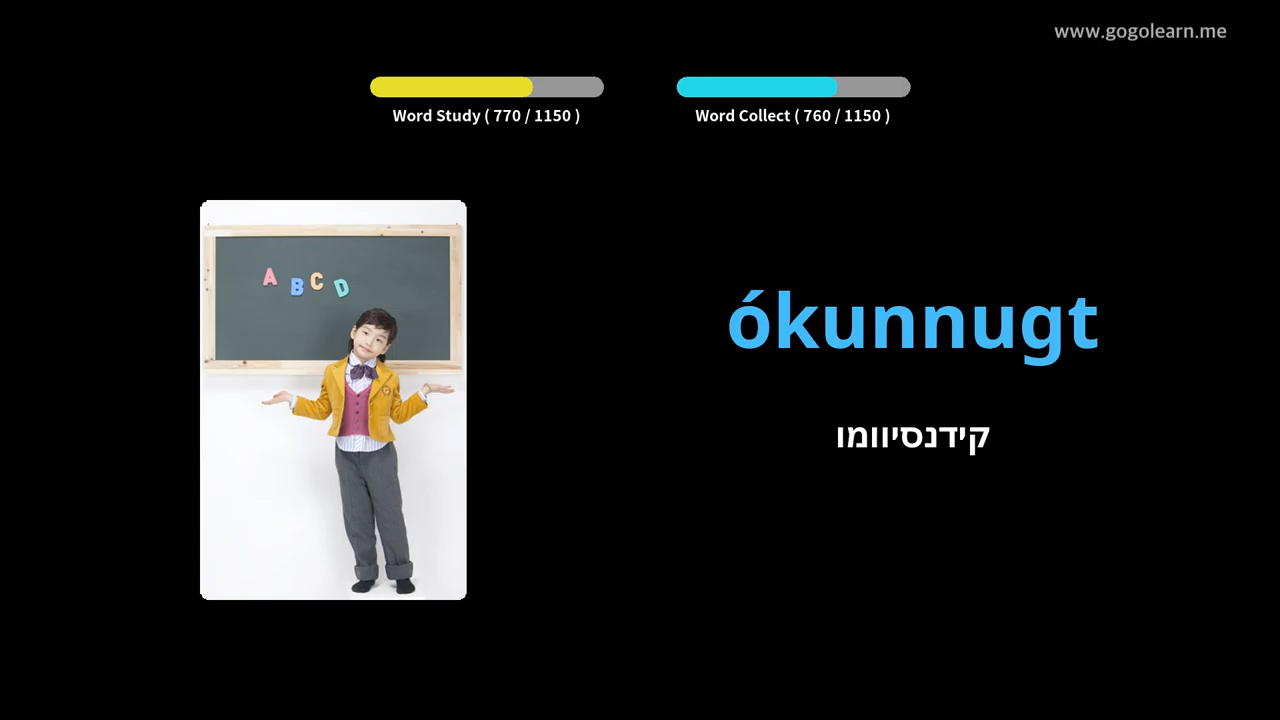 www.gogolearn.me
Word Study ( 770 / 1150 )
Word Collect ( 760 / 1150 )
A B C D
ókunnugt
קידנסיוומו